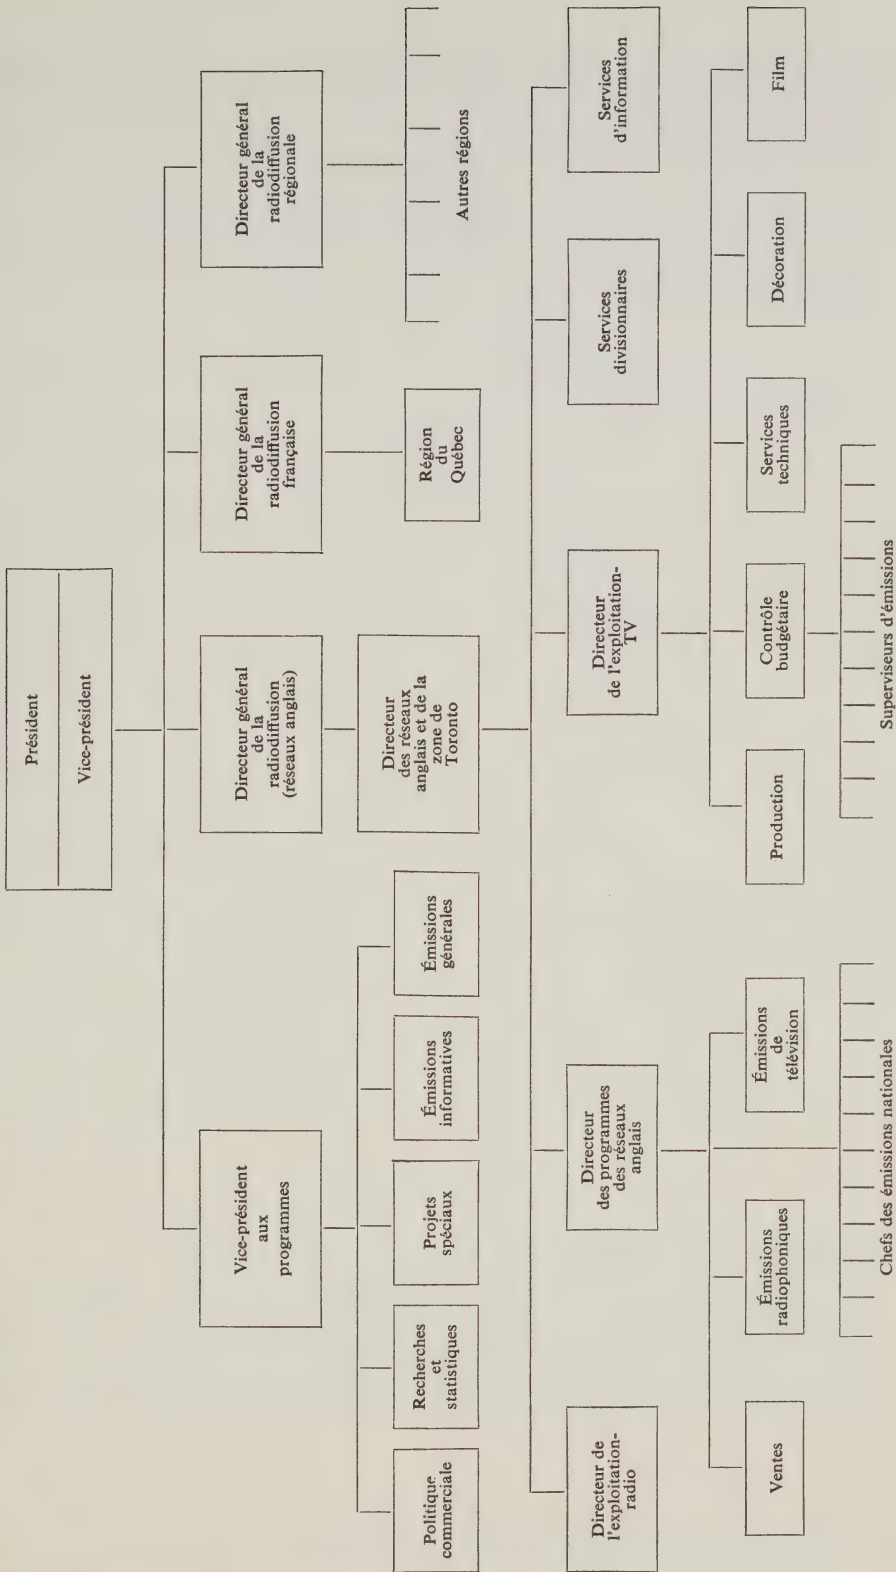 Président
Vice-président
Vice-président
aux
programmes
Directeur général
de la
radiodiffusion
(réseaux anglais)
Directeur général
de la
radiodiffusion
française
Directeur général
de la
radiodiffusion
régionale
Politique
commerciale
Recherches
et
statistiques
Projets
spéciaux
Émissions
informatives
Émissions
générales
Directeur
des réseaux
anglais et de la
zone de
Toronto
Région
du
Québec
Autres régions
Directeur de
l'exploitation-
radio
Directeur
des programmes
des réseaux
anglais
Directeur
de l'exploitation-
TV
Services
divisionnaires
Services
d'information
Ventes
Émissions
radiophoniques
Émissions
de
télévision
Production
Contrôle
budgétaire
Services
techniques
Décoration
Film
Chefs des émissions nationales
Superviseurs d'émissions